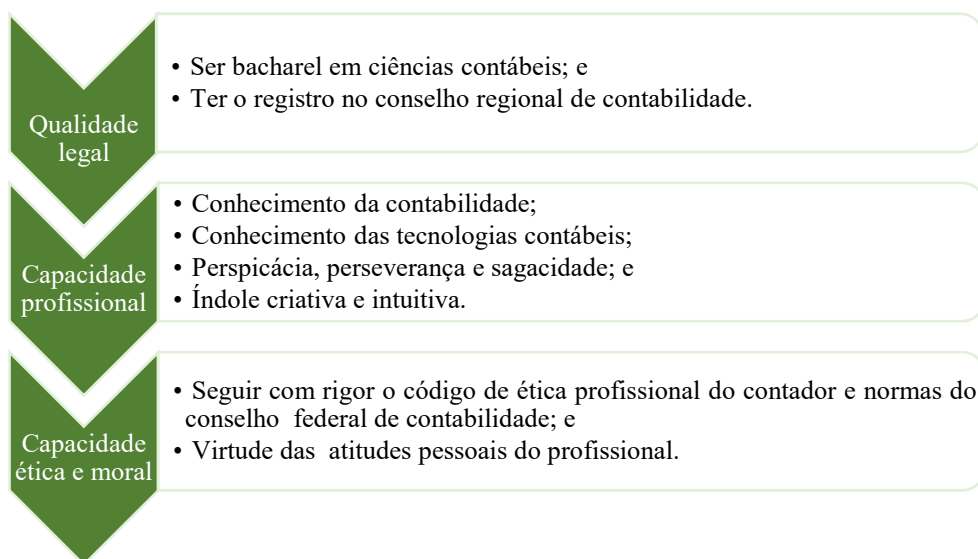 Qualidade
legal
• Ser bacharel em ciências contábeis; e
• Ter o registro no conselho regional de contabilidade.
Capacidade
profissional
• Conhecimento da contabilidade;
• Conhecimento das tecnologias contábeis;
• Perspicácia, perseverança e sagacidade; e
• Índole criativa e intuitiva.
Capacidade
ética e moral
• Seguir com rigor o código de ética profissional do contador e normas do
conselho federal de contabilidade; e
• Virtude das atitudes pessoais do profissional.